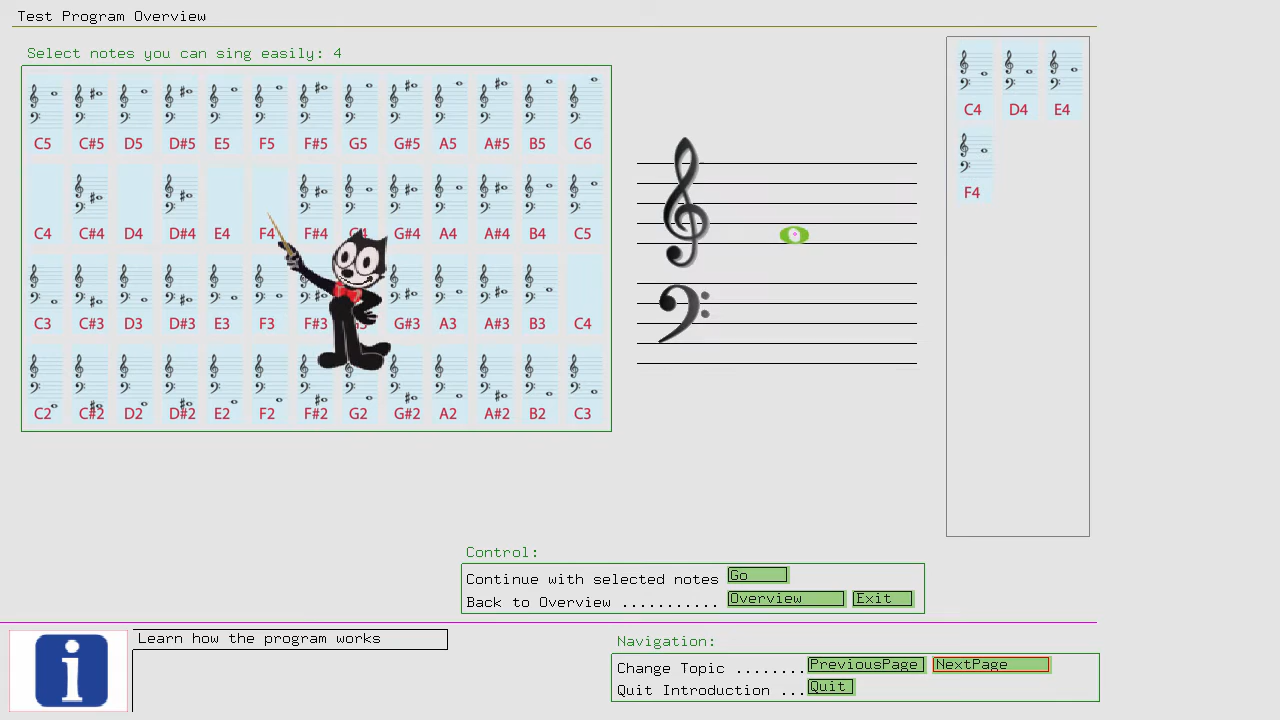 Test Program Overview
Select notes you can sing easily: 4
C5 C#5 D5 D#5 E5 F5 F#5 G5 G#5 A5 A#5 B5 C6
C4 C#4 D4 D#4 E4 F4 F#4 G4 G#4 A4 A#4 B4 C5
C3 C#3 D3 D#3 E3 F3 F#3 G3 G#3 A3 A#3 B3 C4
C2 C#2 D2 D#2 E2 F2 F#2 G2 G#2 A2 A#2 B2 C3
C4 D4 E4
F4
Control:
Continue with selected notes Go
Back to Overview ........... Overview Exit
Learn how the program works
Navigation:
Change Topic ........ PreviousPage NextPage
Quit Introduction ... Quit
i